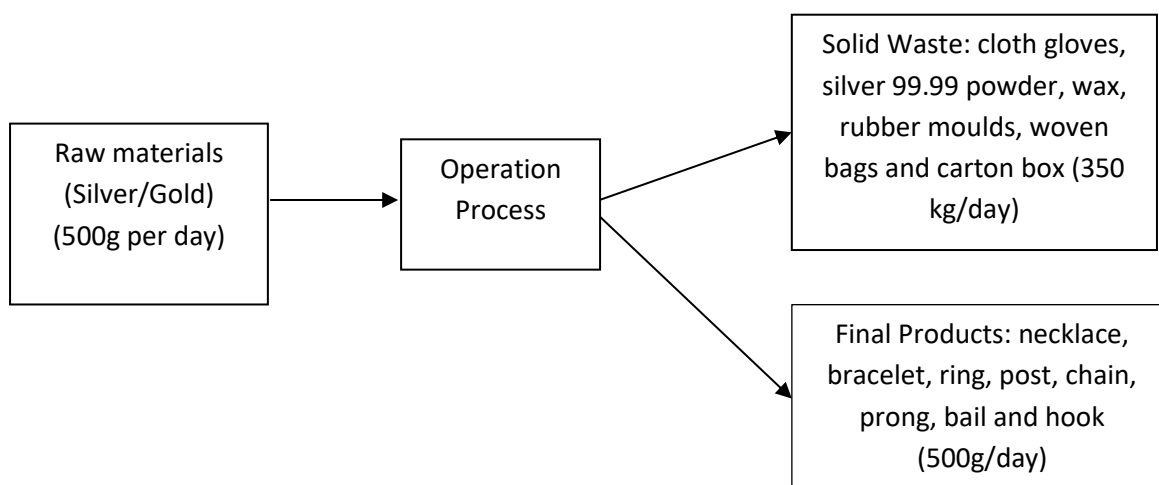 Raw materials
(Silver/Gold)
(500g per day)
Operation
Process
Solid Waste: cloth gloves,
silver 99.99 powder, wax,
rubber moulds, woven
bags and carton box (350
kg/day)
Final Products: necklace,
bracelet, ring, post, chain,
prong, bail and hook
(500g/day)